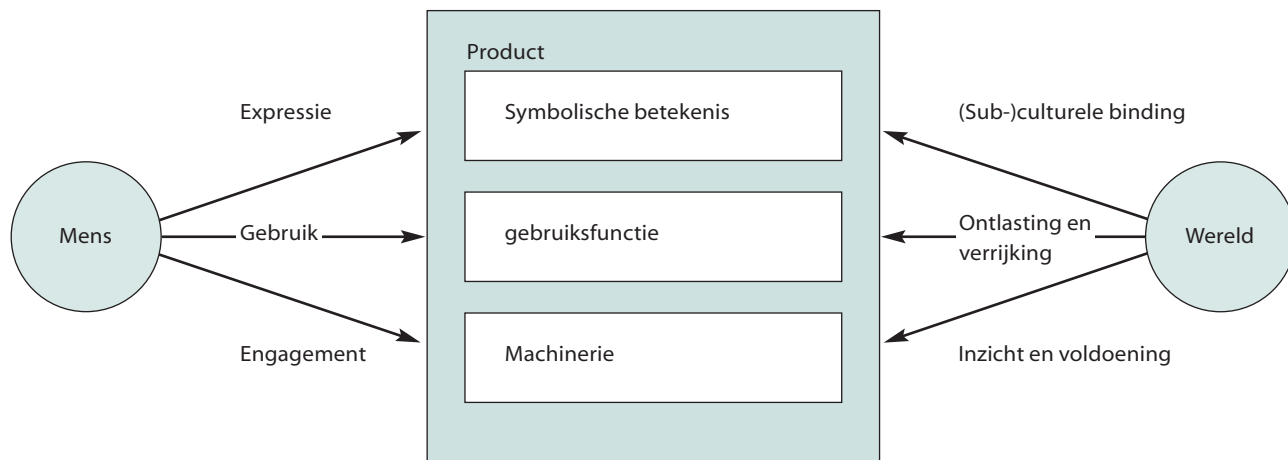 Product
Expressie
Symbolische betekenis
(Sub-)culturele binding
Mens
Gebruik
gebruiksfunctie
Ontlasting en
verrijking
Wereld
Engagement
Machinerie
Inzicht en voldoening